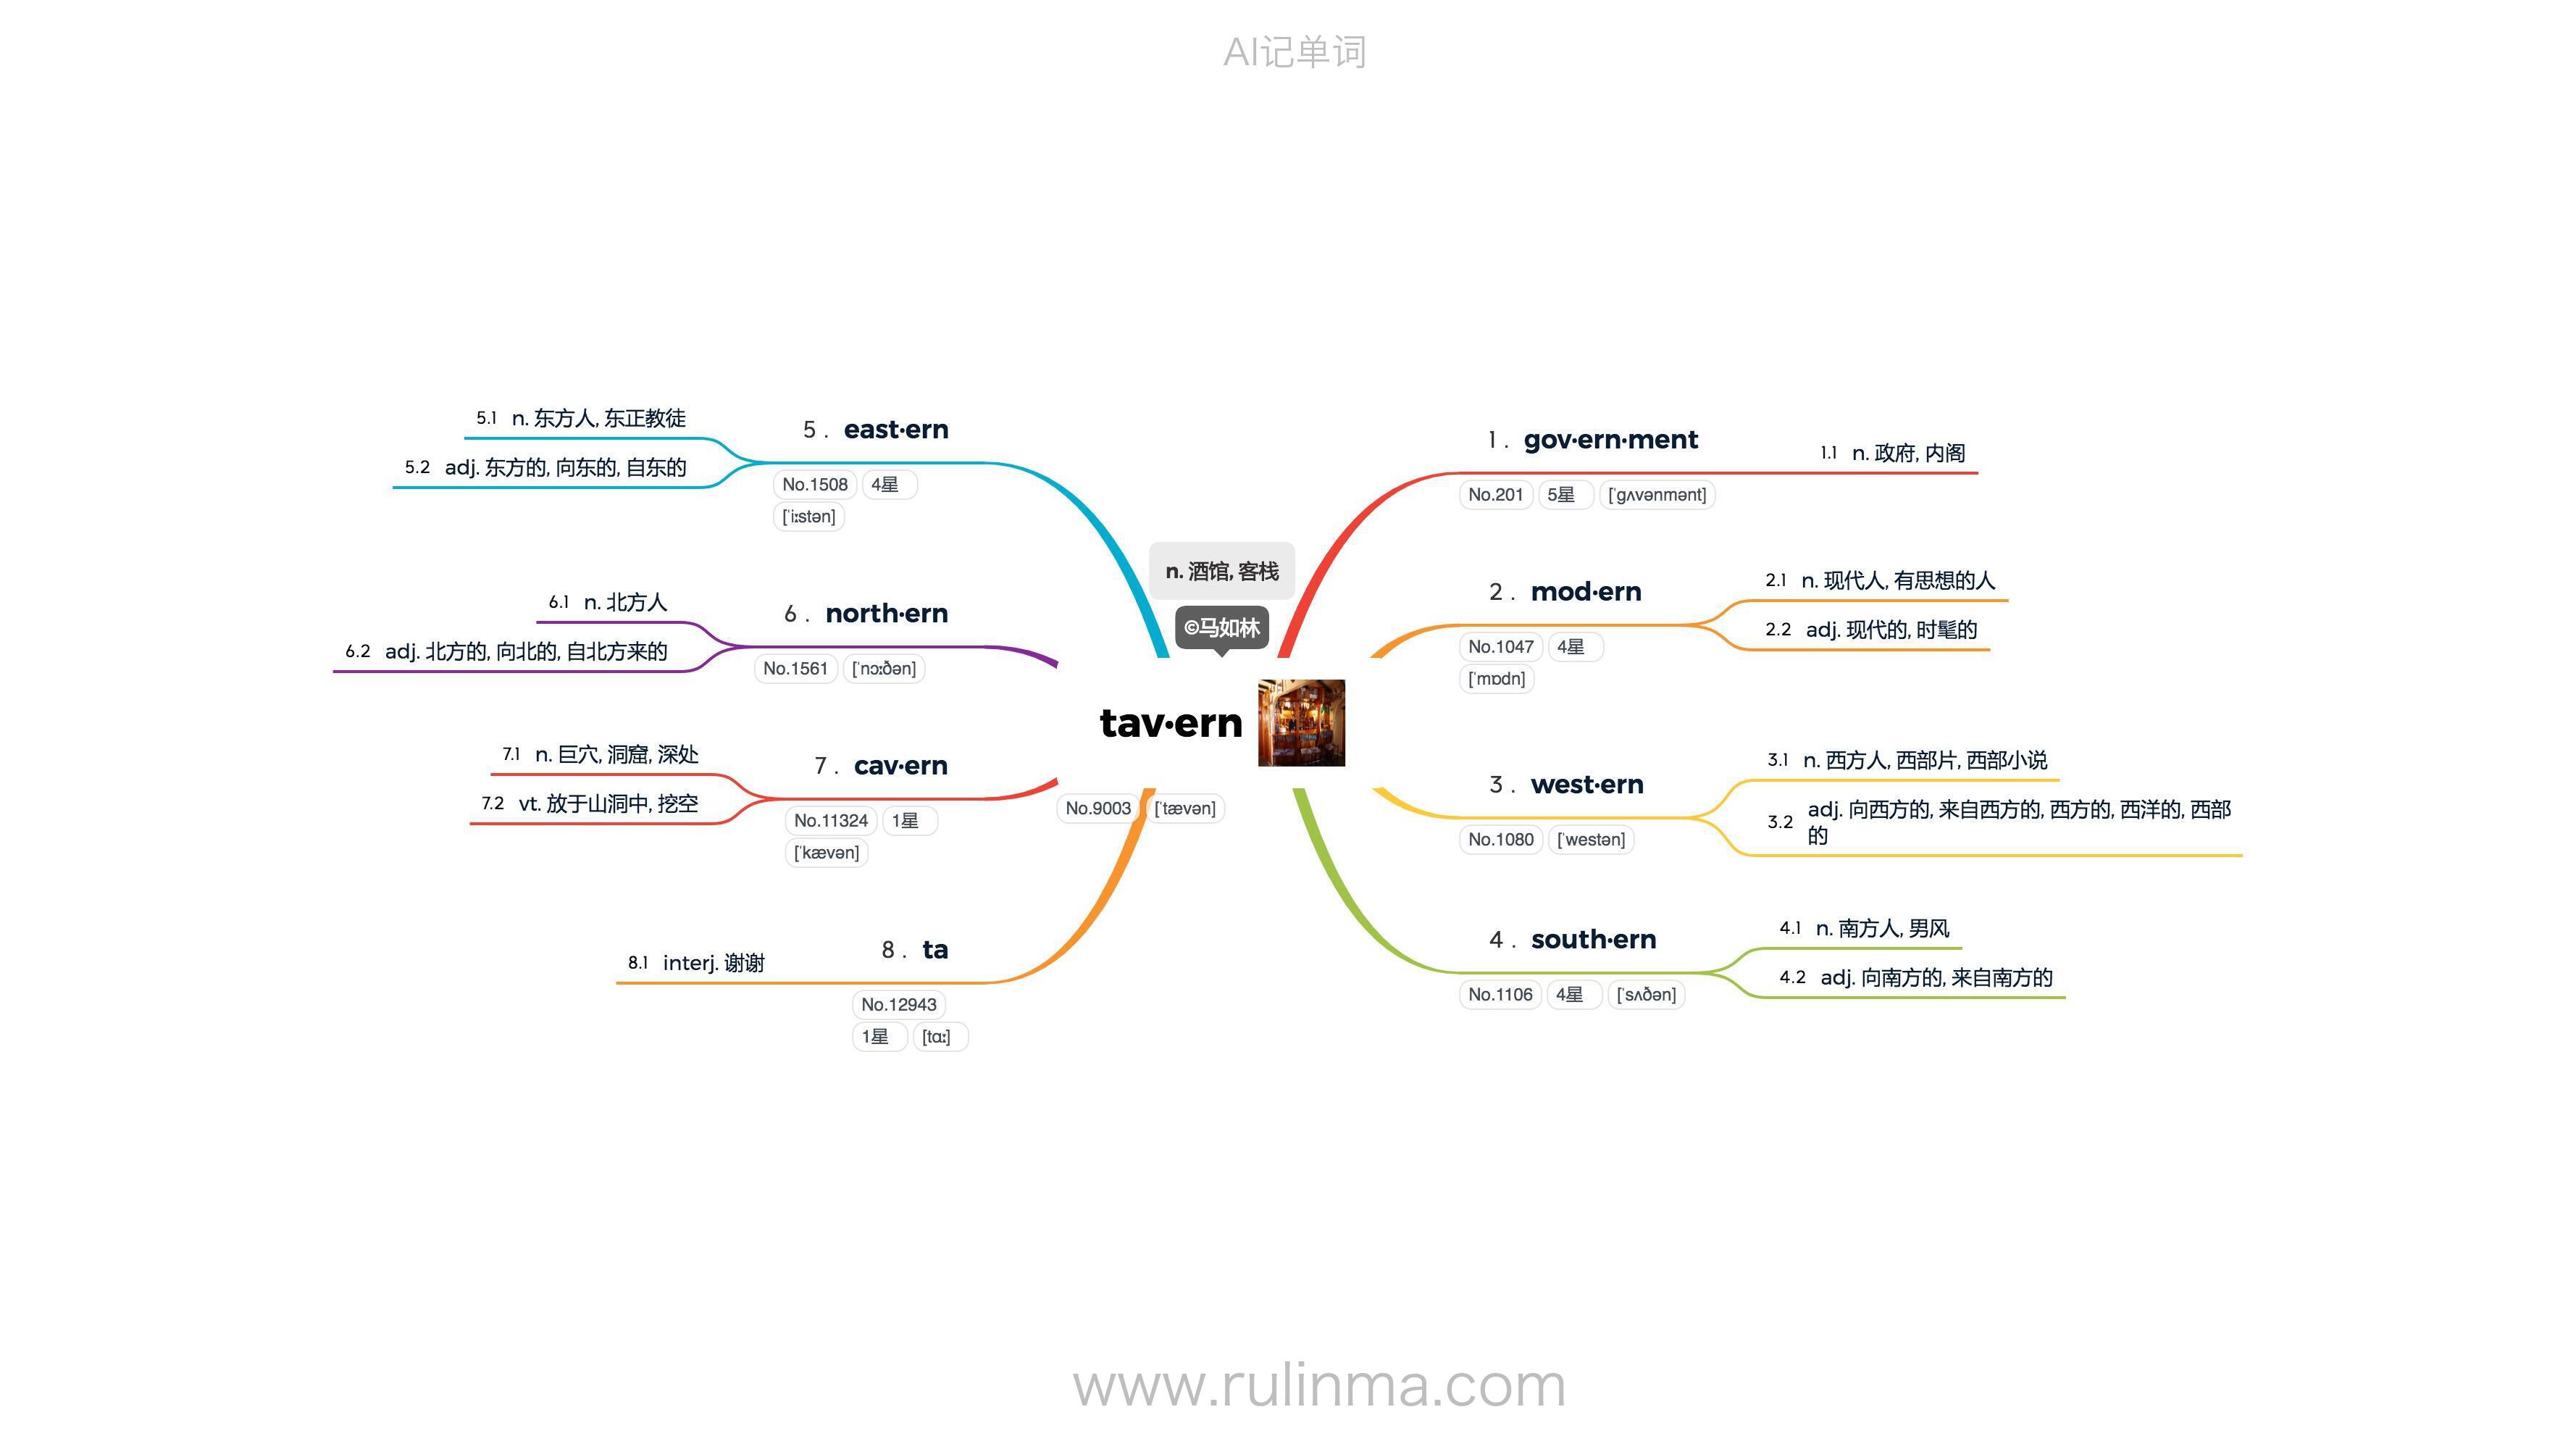 AI记单词
n. 酒馆, 客栈
©马如林
tav·ern
No.9003 ['tævən]
1. gov·ern·ment
No.201 5星 ['gʌvənmənt]
1.1 n. 政府, 内阁
2. mod·ern
No.1047 4星
['mɒdn]
2.1 n. 现代人, 有思想的人
2.2 adj. 现代的, 时髦的
3. west·ern
No.1080 ['westən]
3.1 n. 西方人, 西部片, 西部小说
3.2 adj. 向西方的, 来自西方的, 西方的, 西洋的, 西部
的
4. south·ern
No.1106 4星 ['sʌðən]
4.1 n. 南方人, 男风
4.2 adj. 向南方的, 来自南方的
5. east·ern
No.1508 4星
['iːstən]
5.1 n. 东方人, 东正教徒
5.2 adj. 东方的, 向东的, 自东的
6. north·ern
No.1561 ['nɔːðən]
6.1 n. 北方人
6.2 adj. 北方的, 向北的, 自北方来的
7. cav·ern
No.11324 1星
['kævən]
7.1 n. 巨穴, 洞窟, 深处
7.2 vt. 放于山洞中, 挖空
8. ta
No.12943
1星 [tɑː]
8.1 interj. 谢谢
www.rulinma.com